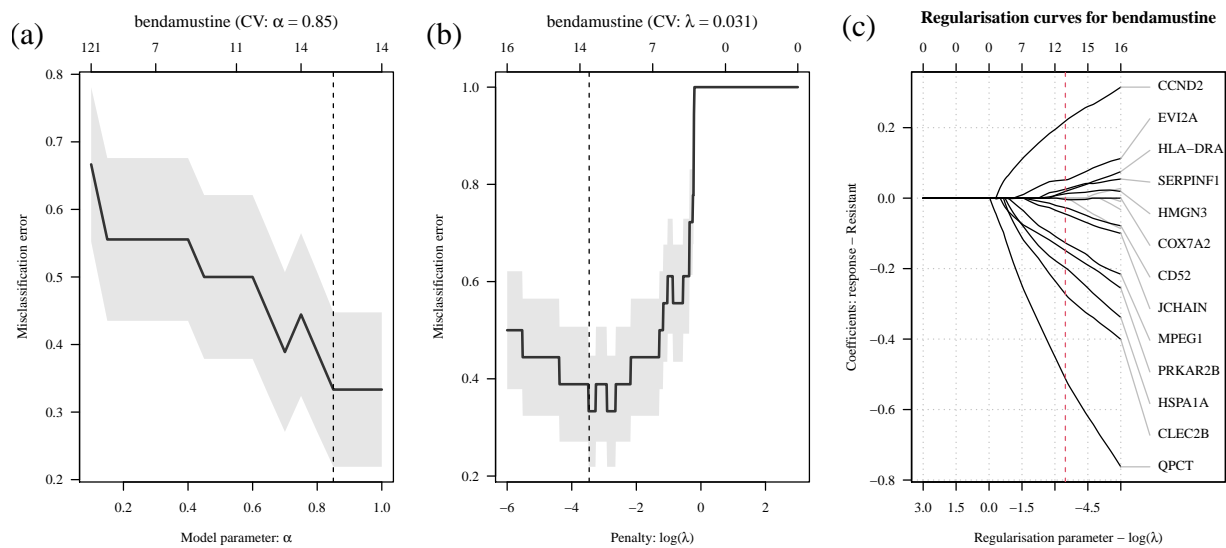 (a)
bendamustine (CV: α = 0.85)
121 7 11 14 14
Misclassification error
0.8
0.7
0.6
0.5
0.4
0.3
0.2
0.2 0.4 0.6 0.8 1.0
Model parameter: α
(b)
bendamustine (CV: λ = 0.031)
16 14 7 0 0
Misclassification error
1.0
0.8
0.6
0.4
0.2
−6 −4 −2 0 2
Penalty: log(λ)
(c)
Regularisation curves for bendamustine
0 0 0 7 12 15 16
Coefficients: response − Resistant
0.2
0.0
−0.2
−0.4
−0.6
−0.8
CCND2
EVI2A
HLA−DRA
SERPINF1
HMGN3
COX7A2
CD52
JCHAIN
MPEG1
PRKAR2B
HSPA1A
CLEC2B
QPCT
3.0 1.5 0.0 −1.5 −4.5
Regularisation parameter − log(λ)